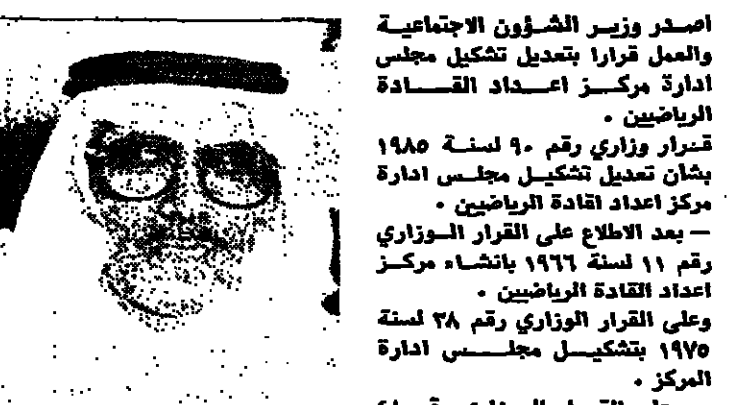 اصدر وزير الشؤون الاجتماعية
والعمل قرارا بتعديل تشكيل مجلس
ادارة مركز اعداد القادة
الرياضيين .
قرار وزاري رقم ٩٠ لسنة ١٩٨٥
بشأن تعديل تشكيل مجلس ادارة
مركز اعداد اقادة الرياضيين .
— بعد الاطلاع على القرار الوزاري
رقم ١١ لسنة ١٩٦٦ بانشاء مركز
اعداد القادة الرياضيين .
وعلى القرار الوزاري رقم ٣٨ لسنة
١٩٧٥ بتشكيل مجلس ادارة
المركز .